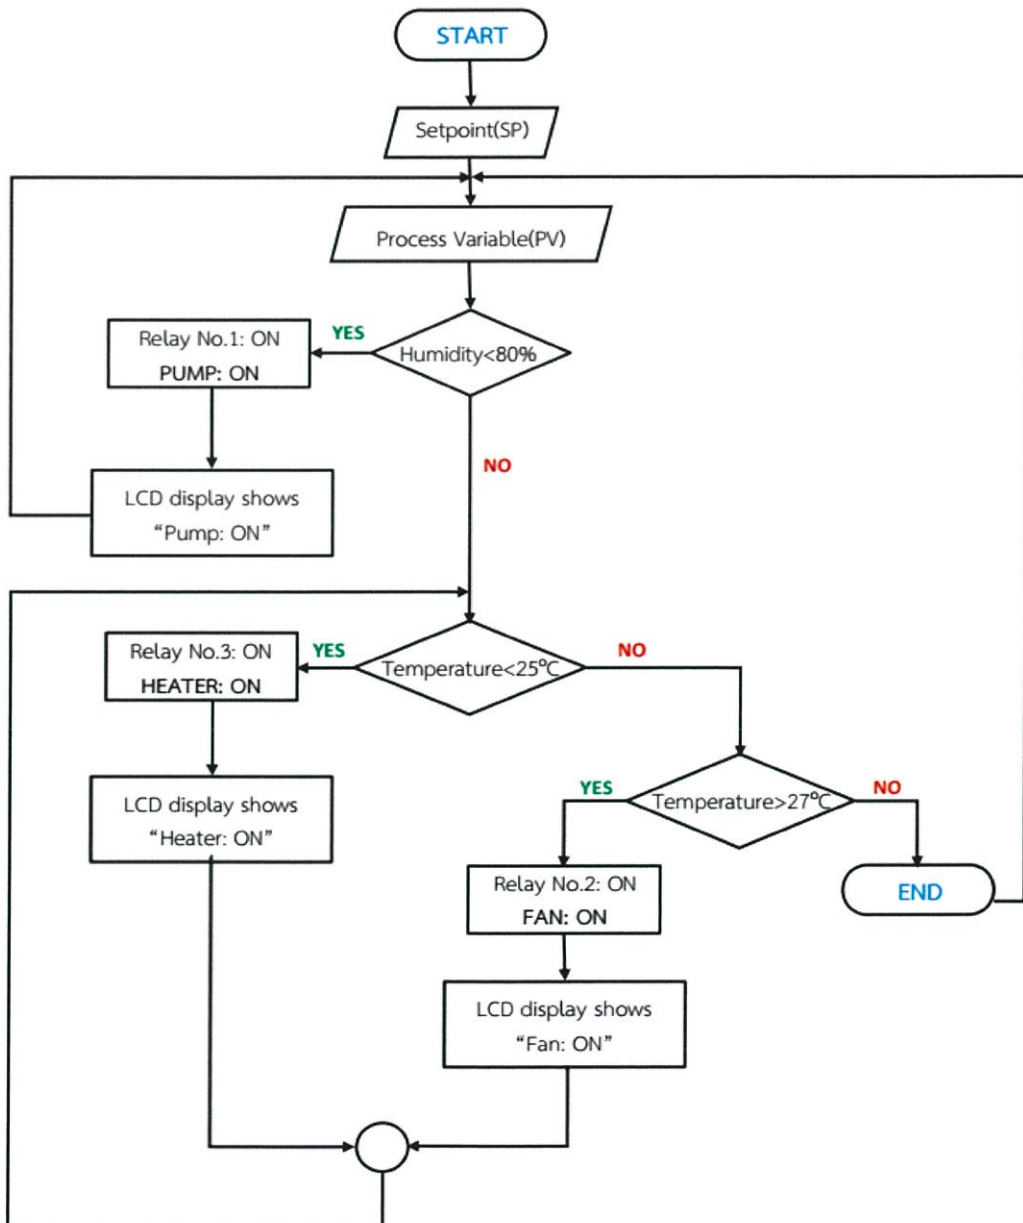 START
Setpoint(SP)
Process Variable(PV)
Humidity<80%
YES
Relay No.1: ON
PUMP: ON
NO
LCD display shows
“Pump: ON”
Temperature<25°C
YES
NO
Relay No.3: ON
HEATER: ON
LCD display shows
“Heater: ON”
Temperature>27°C
YES
NO
Relay No.2: ON
FAN: ON
END
LCD display shows
“Fan: ON”